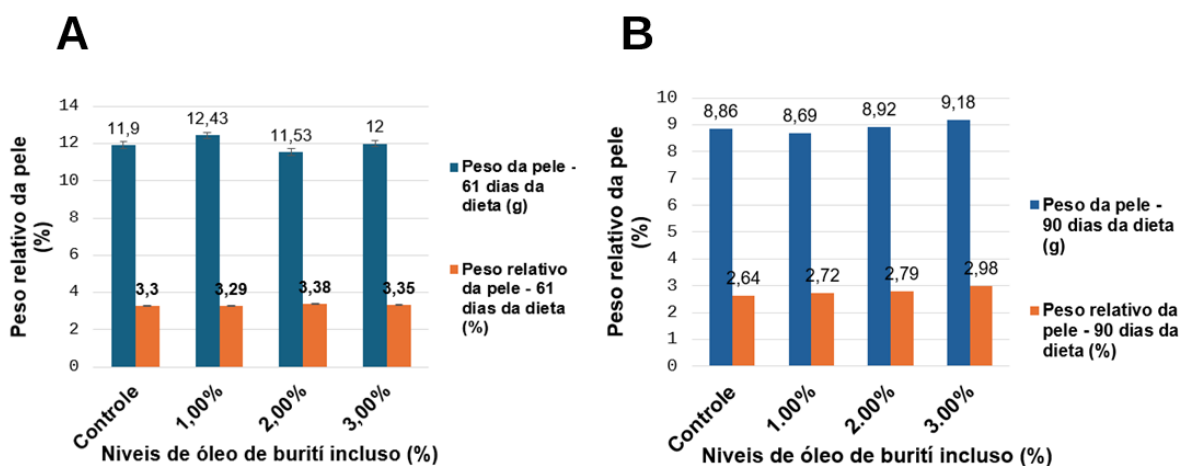 A
Peso relativo da pele
(%)
14
12
10
8
6
4
2
0
11,9
12,43
11,53
12
3,3
3,29
3,38
3,35
Controle
1,00%
2,00%
3,00%
Niveis de óleo de burití incluso (%)
Peso da pele -
61 dias da
dieta (g)
Peso relativo
da pele - 61
dias da dieta
(%)
B
Peso relativo da pele
(%)
10
9
8
7
6
5
4
3
2
1
0
8,86
8,69
8,92
9,18
2,64
2,72
2,79
2,98
Controle
1.00%
2.00%
3.00%
Niveis de óleo de burití incluso (%)
Peso da pele -
90 dias da dieta
(g)
Peso relativo da
pele - 90 dias da
dieta (%)